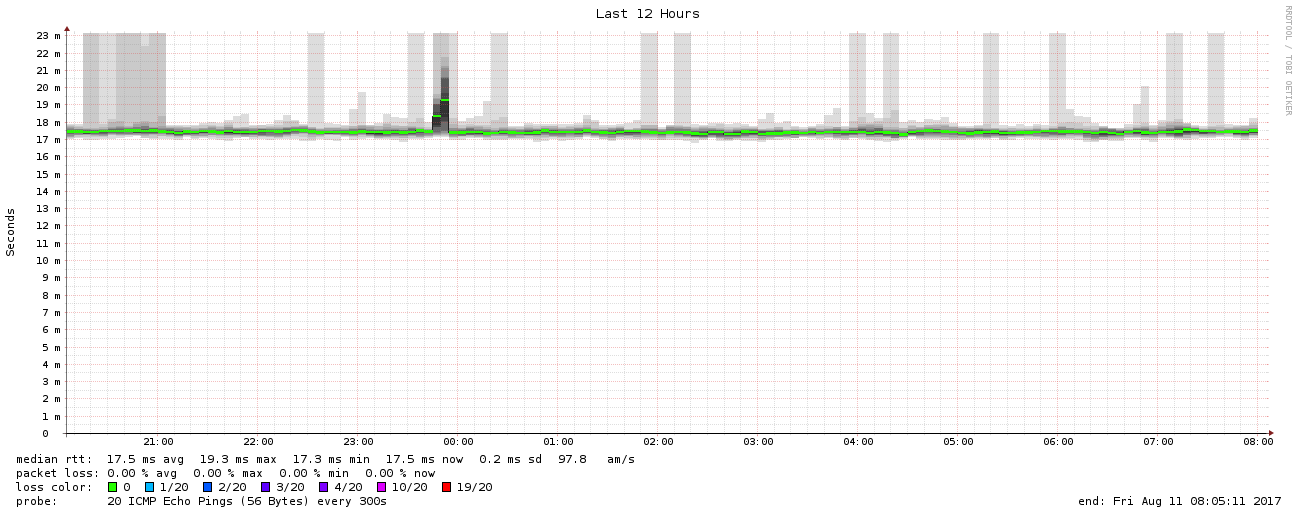 Last 12 Hours
RRDTOOL / TOBI OETIKER
Seconds
23 m
22 m
21 m
20 m
19 m
18 m
17 m
16 m
15 m
14 m
13 m
12 m
11 m
10 m
9 m
8 m
7 m
6 m
5 m
4 m
3 m
2 m
1 m
0
21:00 22:00 23:00 00:00 01:00 02:00 03:00 04:00 05:00 06:00 07:00 08:00
median rtt: 17.5 ms avg 19.3 ms max 17.3 ms min 17.5 ms now 0.2 ms sd 97.8 am/s
packet loss: 0.00 % avg 0.00 % max 0.00 % min 0.00 % now
loss color: 0 1/20 2/20 3/20 4/20 10/20 19/20
probe: 20 ICMP Echo Pings (56 Bytes) every 300s end: Fri Aug 11 08:05:11 2017